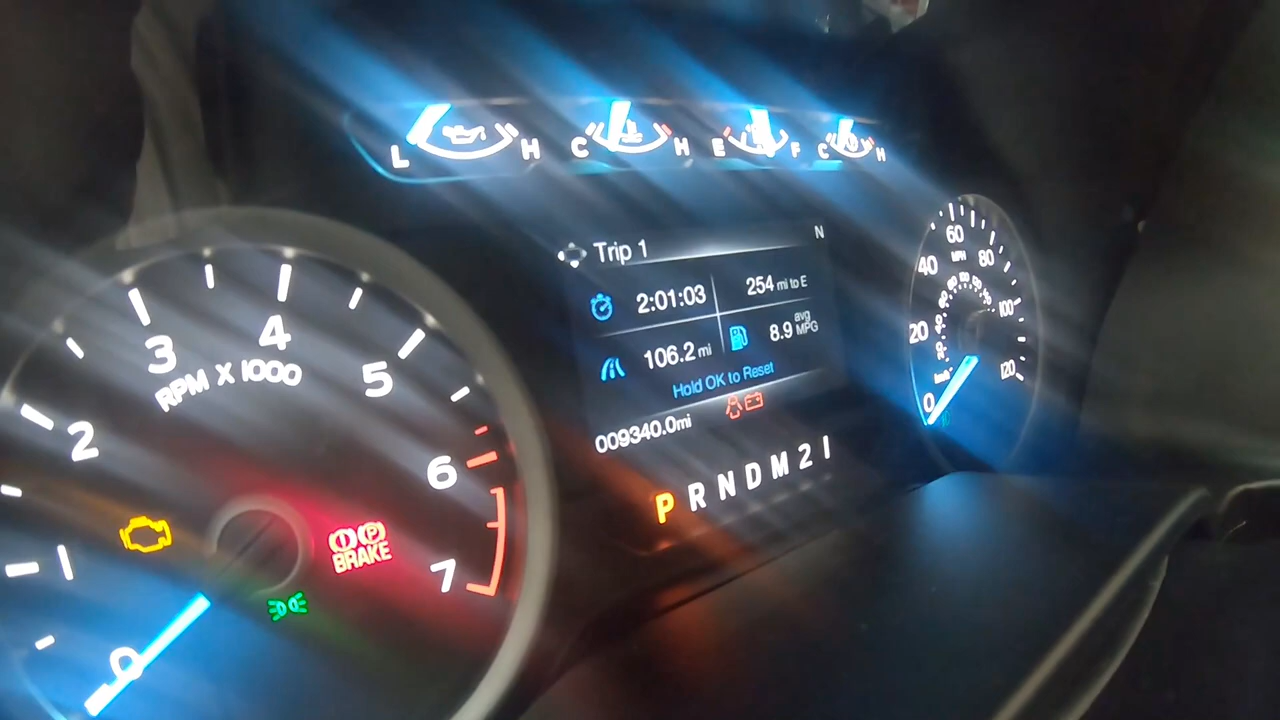 L H C H E F C H
Trip 1 N
2:01:03 254 mi to E
106.2 mi 8.9 avg MPG
Hold OK to Reset
009340.0mi
P R N D M 2 1
0 1 2 3 4 5 6 7
RPM X 1000
P
BRAKE
0 20 40 60 80 100 120
MPH